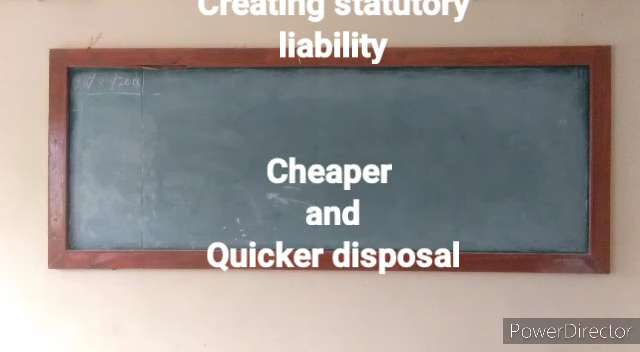 Creating statutory
liability
Cheaper
and
Quicker disposal
PowerDirector